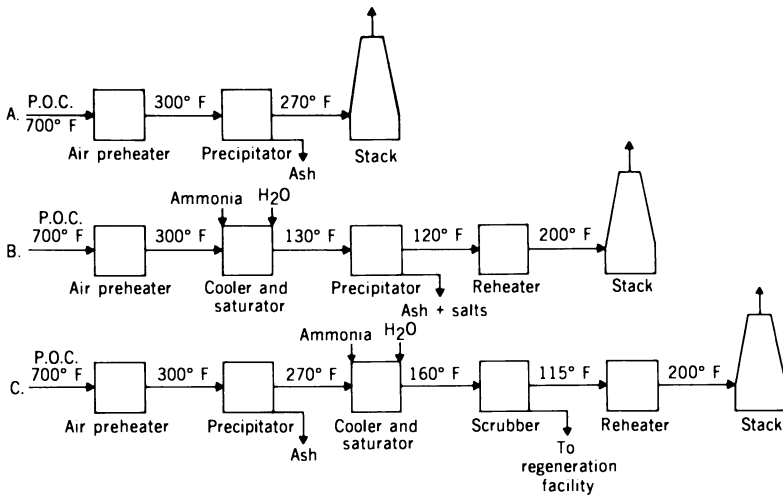 A.
P.O.C.
700° F
Air preheater
300° F
Precipitator
Ash
270° F
Stack
B.
P.O.C.
700° F
Air preheater
300° F
Ammonia
H2O
Cooler and
saturator
130° F
Precipitator
Ash + salts
120° F
Reheater
200° F
Stack
C.
P.O.C.
700° F
Air preheater
300° F
Precipitator
Ash
270° F
Ammonia
H2O
Cooler and
saturator
160° F
Scrubber
To
regeneration
facility
115° F
Reheater
200° F
Stack